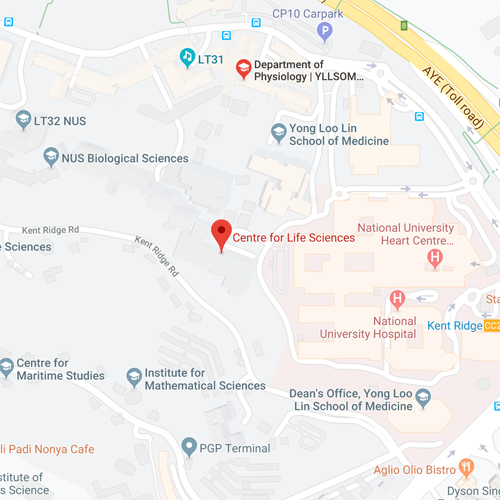 CP10 Carpark
P
8
LT31
Department of
Physiology | YLLSOM...
AYE (Toll road)
LT32 NUS
Yong Loo Lin
School of Medicine
NUS Biological Sciences
Kent Ridge Rd
Sciences
Kent Ridge Rd
Centre for Life Sciences
National University
Heart Centre...
H
H
National
University Hospital
Sta
Kent Ridge
CC2
Centre for
Maritime Studies
Institute for
Mathematical Sciences
Dean's Office, Yong Loo
Lin School of Medicine
li Padi Nonya Cafe
PGP Terminal
Aglio Olio Bistro
stitute of
s Science
Dyson Sin